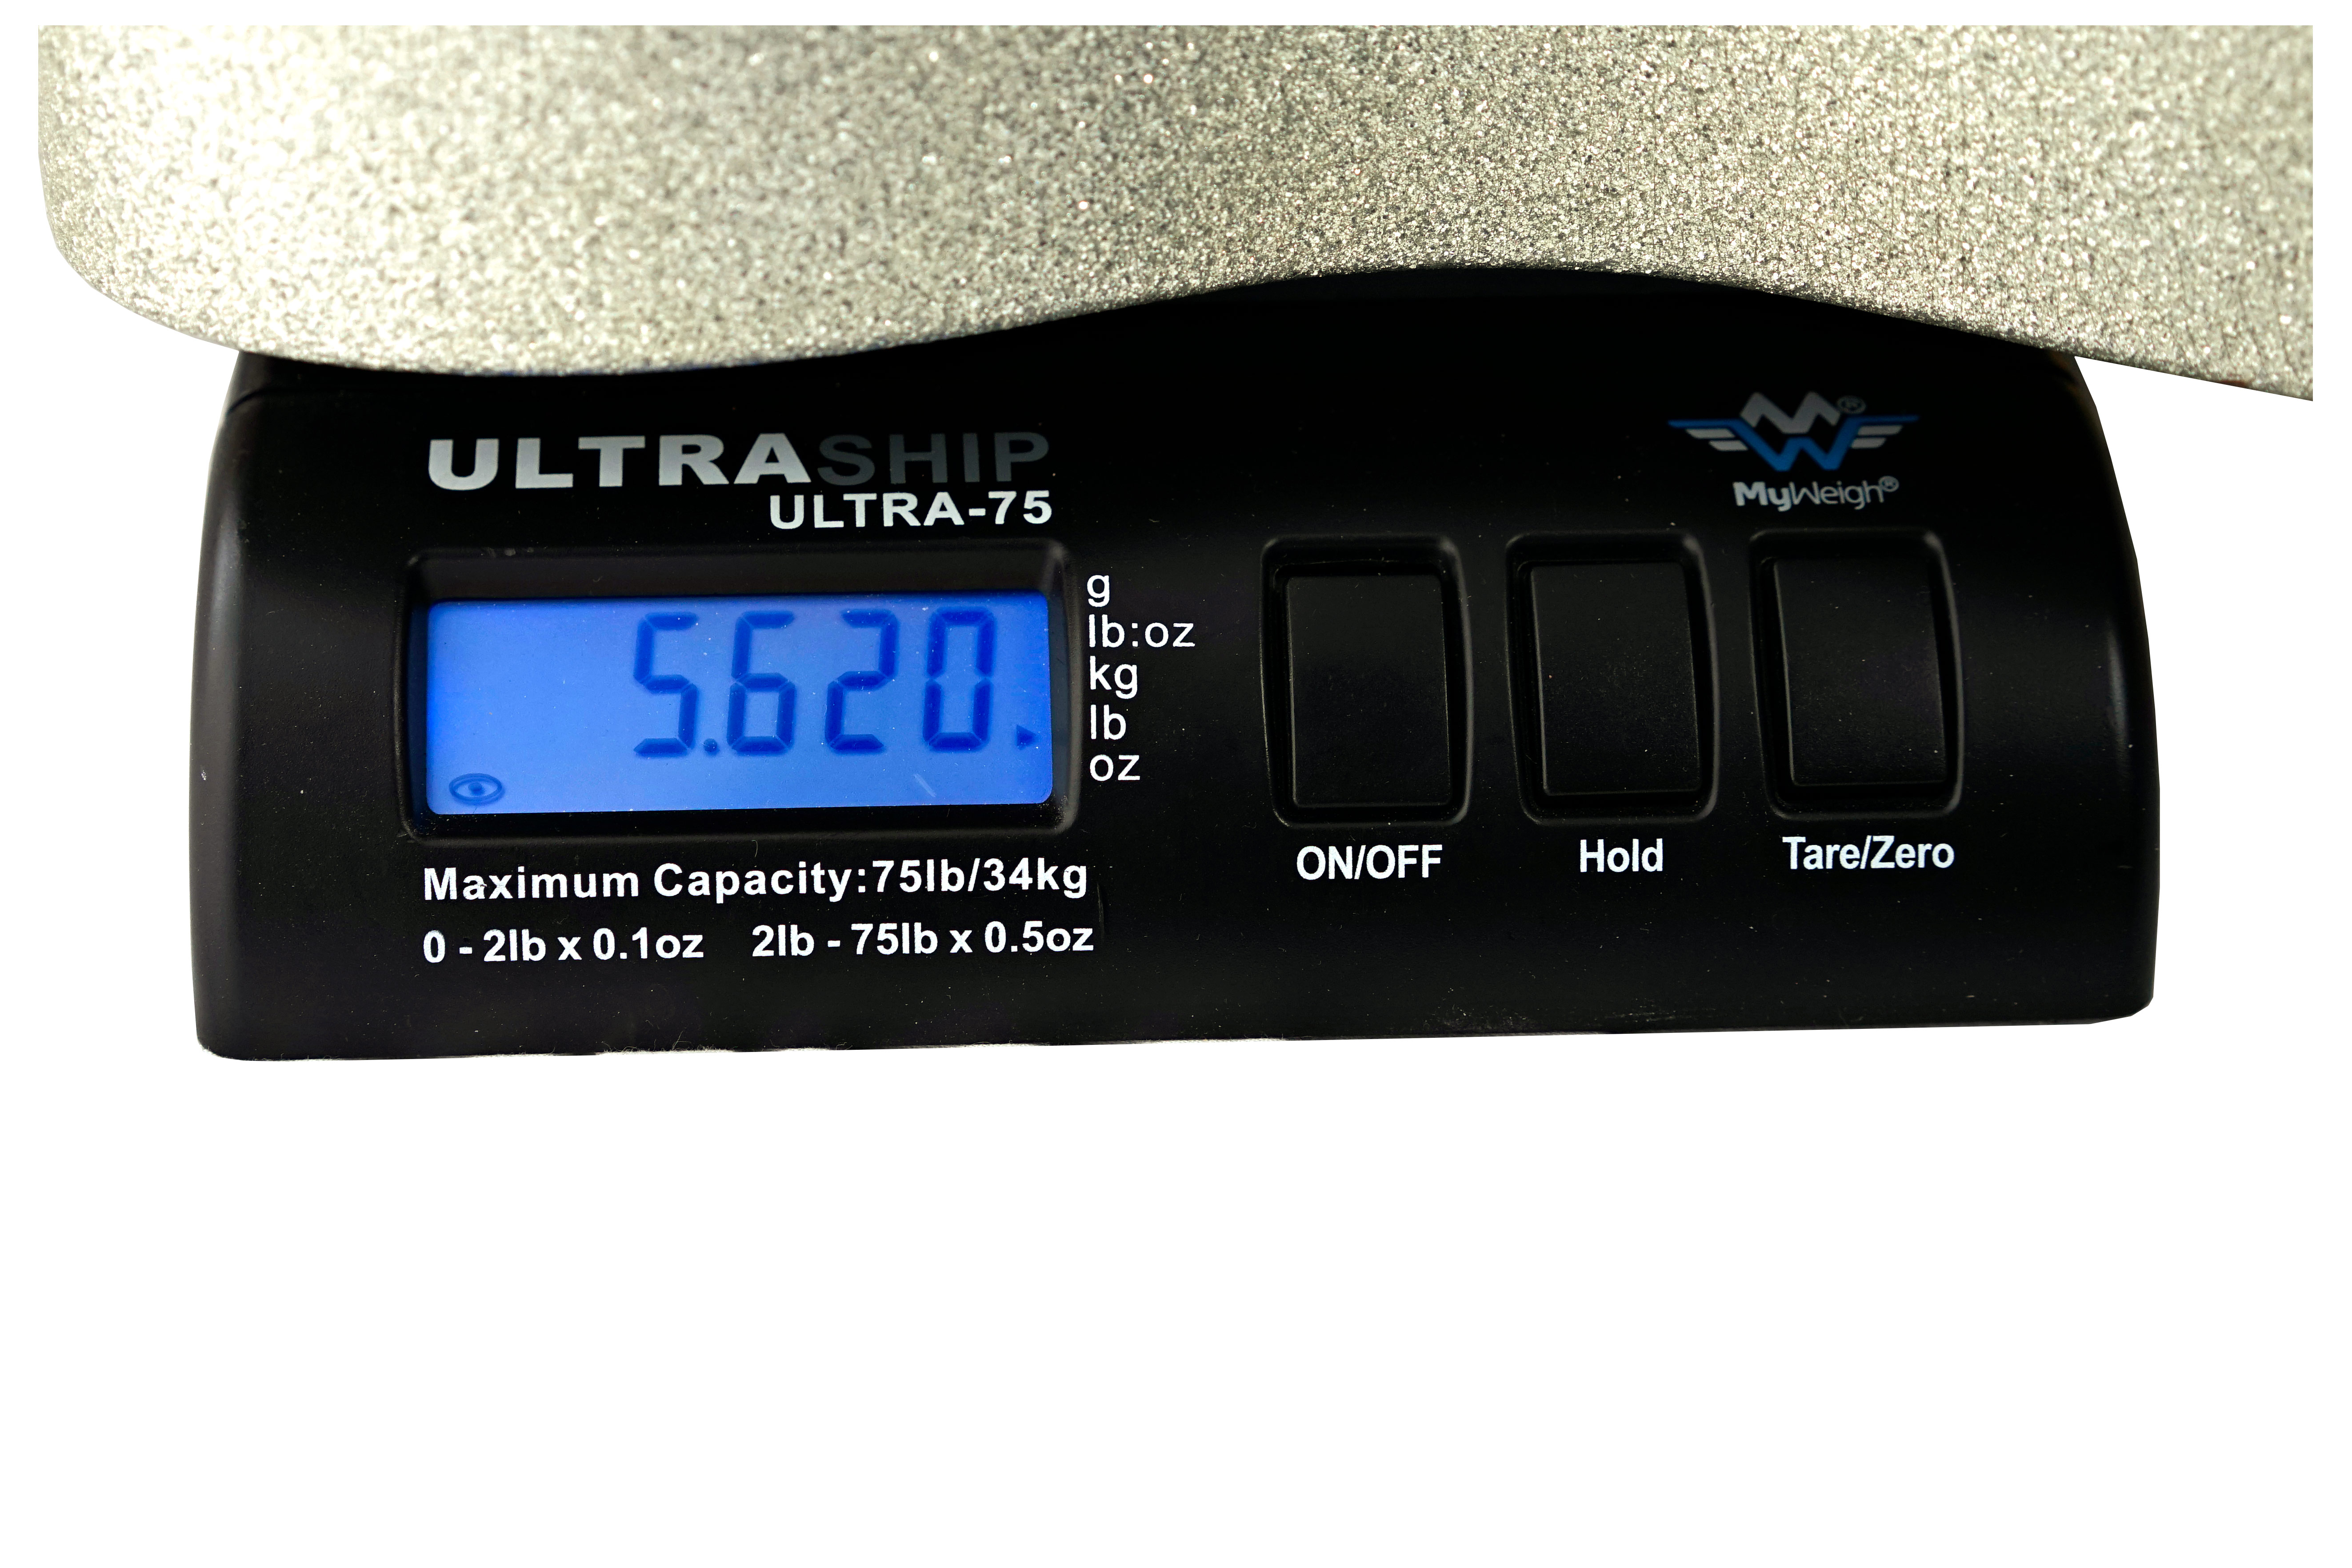 ULTRASHIP
ULTRA-75
MW®
MyWeigh®
5.620
g
lb:oz
kg
lb
oz
ON/OFF
Hold
Tare/Zero
Maximum Capacity:75lb/34kg
0 - 2lb x 0.1oz 2lb - 75lb x 0.5oz